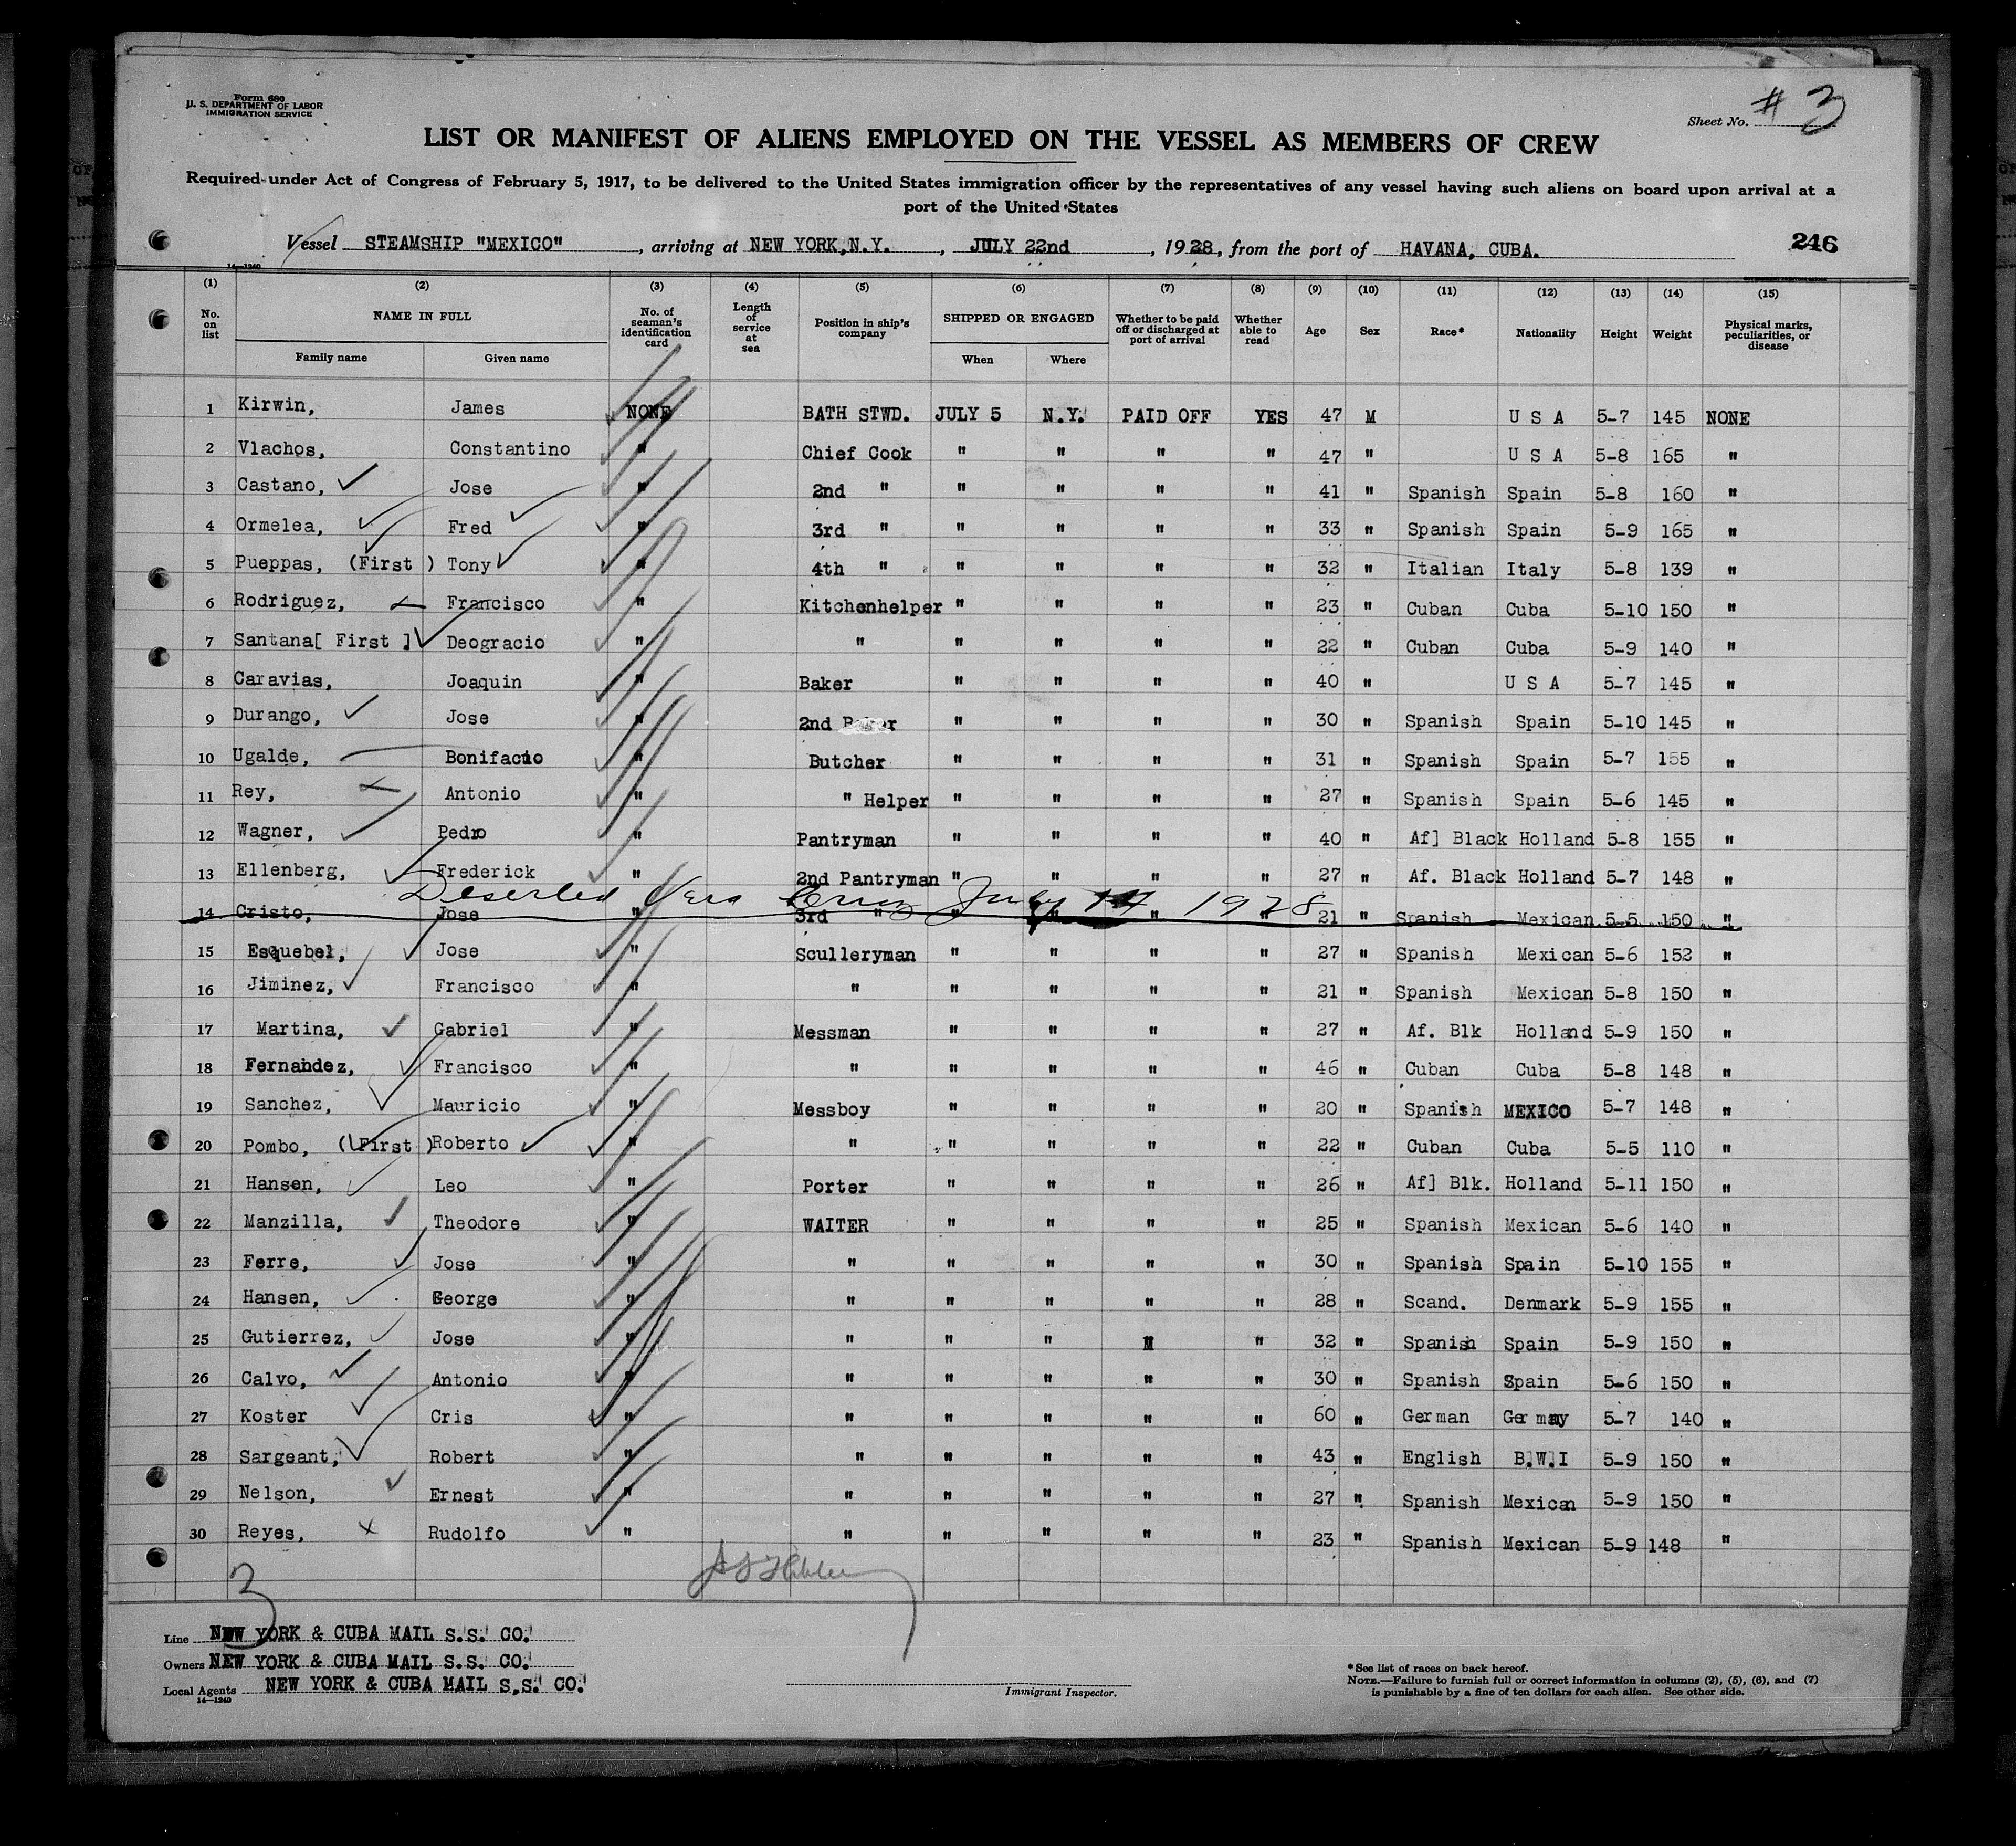 Form 680
U. S. DEPARTMENT OF LABOR
IMMIGRATION SERVICE
Sheet No. # 3
LIST OR MANIFEST OF ALIENS EMPLOYED ON THE VESSEL AS MEMBERS OF CREW
Required under Act of Congress of February 5, 1917, to be delivered to the United States immigration officer by the representatives of any vessel having such aliens on board upon arrival at a
port of the United States
Vessel STEAMSHIP "MEXICO", arriving at NEW YORK,N.Y., JULY 22nd, 1928, from the port of HAVANA, CUBA. 246
14—1240
(1) (2) (3) (4) (5) (6) (7) (8) (9) (10) (11) (12) (13) (14) (15)
No. on list NAME IN FULL Family name Given name No. of seaman's identification card Length of service at sea Position in ship's company SHIPPED OR ENGAGED When Where Whether to be paid off or discharged at port of arrival Whether able to read Age Sex Race* Nationality Height Weight Physical marks, peculiarities, or disease
1 Kirwin, James NONE BATH STWD. JULY 5 N.Y. PAID OFF YES 47 M U S A 5-7 145 NONE
2 Vlachos, Constantino " Chief Cook " " " " 47 " U S A 5-8 165 "
3 Castano, Jose " 2nd " " " " " 41 " Spanish Spain 5-8 160 "
4 Ormelea, Fred " 3rd " " " " " 33 " Spanish Spain 5-9 165 "
5 Pueppas, (First ) Tony " 4th " " " " " 32 " Italian Italy 5-8 139 "
6 Rodriguez, Francisco " Kitchenhelper " " " " 23 " Cuban Cuba 5-10 150 "
7 Santana[ First ] Deogracio " " " " " " 22 " Cuban Cuba 5-9 140 "
8 Caravias, Joaquin " Baker " " " " 40 " U S A 5-7 145 "
9 Durango, Jose " 2nd Baker " " " " 30 " Spanish Spain 5-10 145 "
10 Ugalde, Bonifacio " Butcher " " " " 31 " Spanish Spain 5-7 155 "
11 Rey, Antonio " " Helper " " " " 27 " Spanish Spain 5-6 145 "
12 Wagner, Pedro " Pantryman " " " " 40 " Af] Black Holland 5-8 155 "
13 Ellenberg, Frederick " 2nd Pantryman " " " " 27 " Af. Black Holland 5-7 148 "
Deserted Vera Cruz July 14 1928
14 Cristo, Jose " 3rd " " " " " 21 " Spanish Mexican 5-5 150 "
15 Esquebel, Jose " Sculleryman " " " " 27 " Spanish Mexican 5-6 152 "
16 Jiminez, Francisco " " " " " " 21 " Spanish Mexican 5-8 150 "
17 Martina, Gabriel " Messman " " " " 27 " Af. Blk Holland 5-9 150 "
18 Fernandez, Francisco " " " " " " 46 " Cuban Cuba 5-8 148 "
19 Sanchez, Mauricio " Messboy " " " " 20 " Spanish MEXICO 5-7 148 "
20 Pombo, (First ) Roberto " " " " " " 22 " Cuban Cuba 5-5 110 "
21 Hansen, Leo " Porter " " " " 26 " Af] Blk. Holland 5-11 150 "
22 Manzilla, Theodore " WAITER " " " " 25 " Spanish Mexican 5-6 140 "
23 Ferre, Jose " " " " " " 30 " Spanish Spain 5-10 155 "
24 Hansen, George " " " " " " 28 " Scand. Denmark 5-9 155 "
25 Gutierrez, Jose " " " " " " 32 " Spanish Spain 5-9 150 "
26 Calvo, Antonio " " " " " " 30 " Spanish Spain 5-6 150 "
27 Koster Cris " " " " " " 60 " German Germany 5-7 140 "
28 Sargeant, Robert " " " " " " 43 " English B.W.I 5-9 150 "
29 Nelson, Ernest " " " " " " 27 " Spanish Mexican 5-9 150 "
30 Reyes, Rudolfo " " " " " " 23 " Spanish Mexican 5-9 148 "
3
Line NEW YORK & CUBA MAIL S.S. CO.
Owners NEW YORK & CUBA MAIL S.S. CO.
Local Agents NEW YORK & CUBA MAIL S.S. CO.
14—1240
Immigrant Inspector.
*See list of races on back hereof.
NOTE.—Failure to furnish full or correct information in columns (2), (5), (6), and (7)
is punishable by a fine of ten dollars for each alien. See other side.